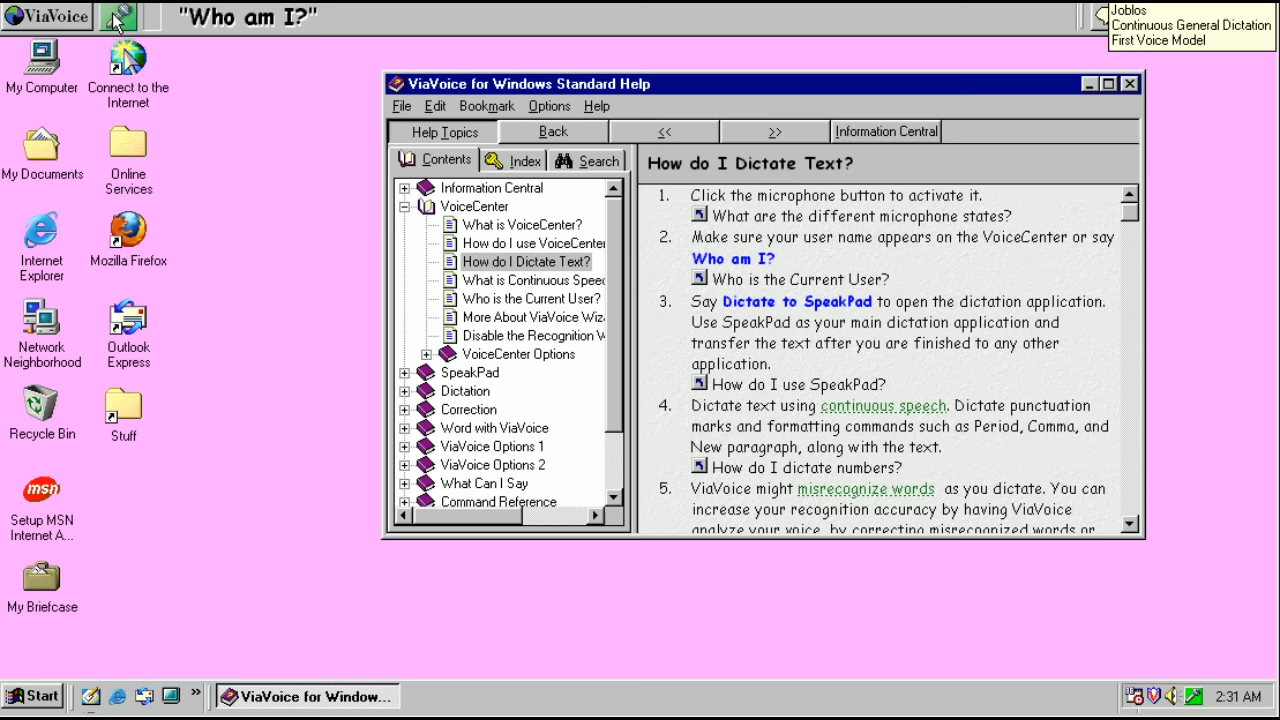 ViaVoice
"Who am I?"
Joblos
Continuous General Dictation
First Voice Model
My Computer
Connect to the
Internet
My Documents
Online
Services
Internet
Explorer
Mozilla Firefox
Network
Neighborhood
Outlook
Express
Recycle Bin
Stuff
msn
Setup MSN
Internet A...
My Briefcase
ViaVoice for Windows Standard Help
File Edit Bookmark Options Help
Help Topics Back << >> Information Central
Contents Index Search
Information Central
VoiceCenter
What is VoiceCenter?
How do I use VoiceCenter
How do I Dictate Text?
What is Continuous Speec
Who is the Current User?
More About ViaVoice Wiz
Disable the Recognition W
VoiceCenter Options
SpeakPad
Dictation
Correction
Word with ViaVoice
ViaVoice Options 1
ViaVoice Options 2
What Can I Say
Command Reference
How do I Dictate Text?
1. Click the microphone button to activate it.
What are the different microphone states?
2. Make sure your user name appears on the VoiceCenter or say
Who am I?
Who is the Current User?
3. Say Dictate to SpeakPad to open the dictation application.
Use SpeakPad as your main dictation application and
transfer the text after you are finished to any other
application.
How do I use SpeakPad?
4. Dictate text using continuous speech. Dictate punctuation
marks and formatting commands such as Period, Comma, and
New paragraph, along with the text.
How do I dictate numbers?
5. ViaVoice might misrecognize words as you dictate. You can
increase your recognition accuracy by having ViaVoice
analyze your voice, by correcting misrecognized words or
Start
ViaVoice for Window...
2:31 AM